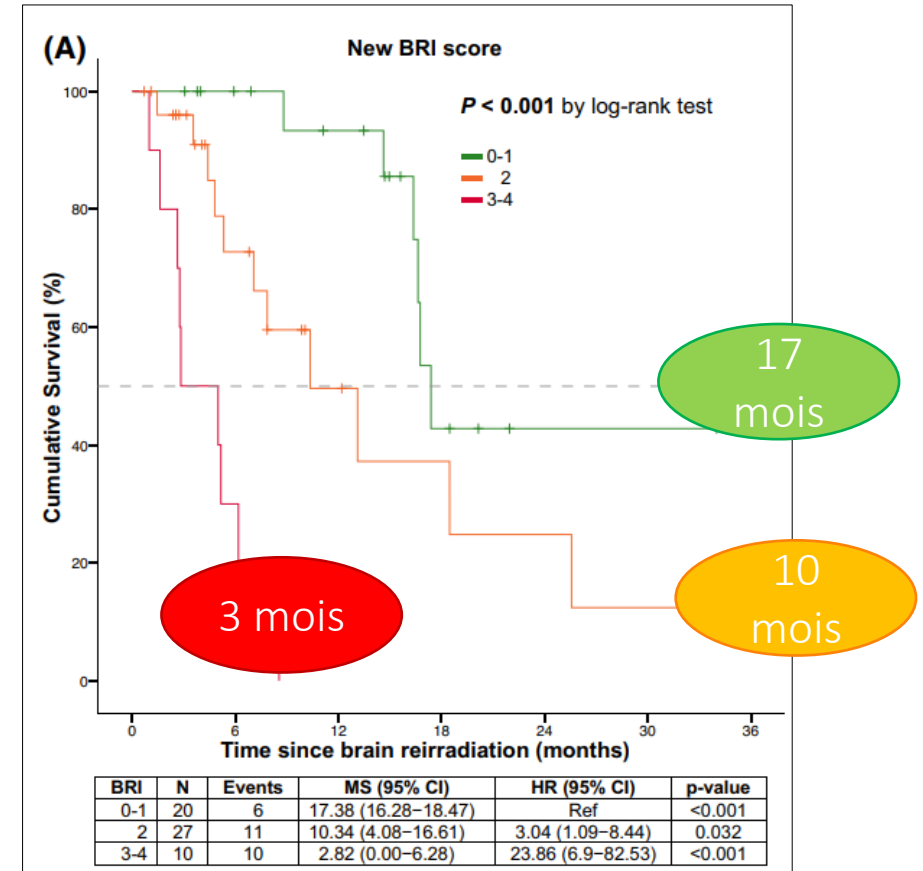 (A)
New BRI score
P < 0.001 by log-rank test
0-1
2
3-4
Cumulative Survival (%)
100
80
60
40
20
0
17
mois
10
mois
3 mois
0 6 12 18 24 30 36
Time since brain reirradiation (months)
BRI N Events MS (95% CI) HR (95% CI) p-value
0-1 20 6 17.38 (16.28−18.47) Ref <0.001
2 27 11 10.34 (4.08−16.61) 3.04 (1.09−8.44) 0.032
3-4 10 10 2.82 (0.00−6.28) 23.86 (6.9−82.53) <0.001